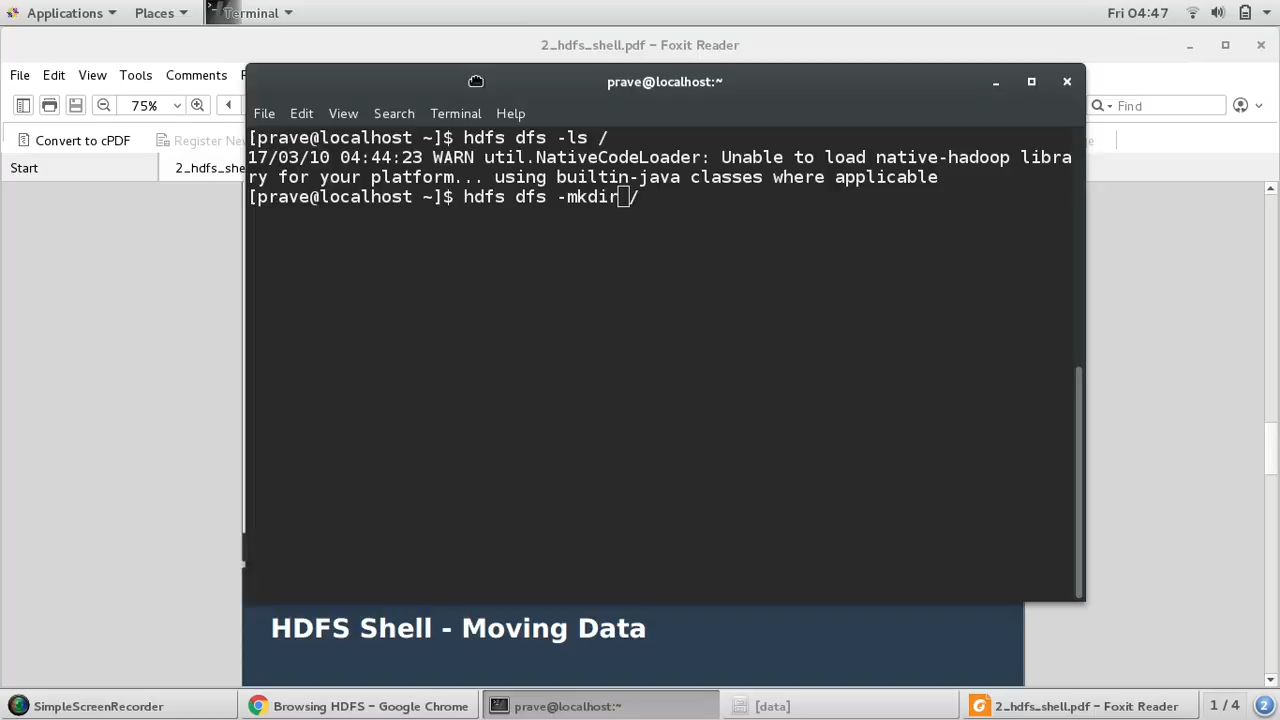 Applications Places Terminal Fri 04:47
2_hdfs_shell.pdf – Foxit Reader
File Edit View Tools Comments
prave@localhost:~
75% Find
File Edit View Search Terminal Help
Convert to cPDF Register
[prave@localhost ~]$ hdfs dfs -ls /
17/03/10 04:44:23 WARN util.NativeCodeLoader: Unable to load native-hadoop libra
ry for your platform... using builtin-java classes where applicable
Start 2_hdfs_she
[prave@localhost ~]$ hdfs dfs -mkdir /
HDFS Shell - Moving Data
SimpleScreenRecorder Browsing HDFS – Google Chrome prave@localhost:~ [data] 2_hdfs_shell.pdf – Foxit Reader 1 / 4 2